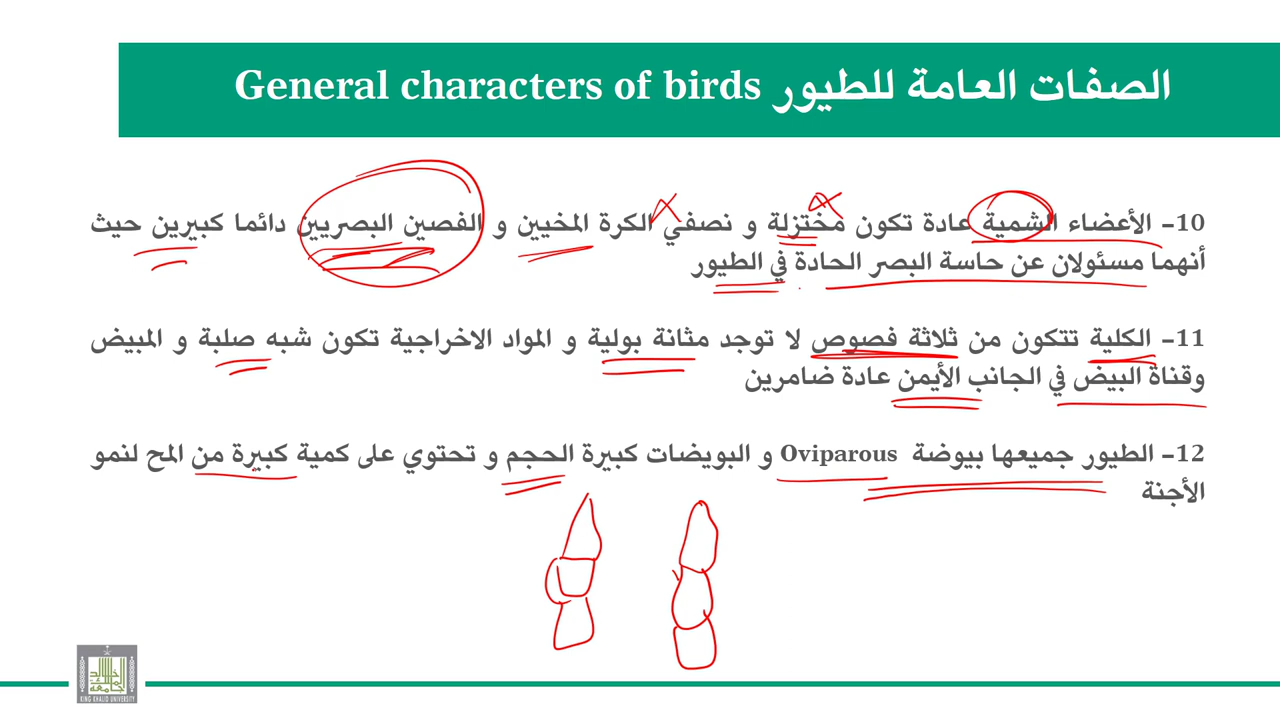 الصفات العامة للطيور General characters of birds
10- الأعضاء الشمية عادة تكون مختزلة و نصفي الكرة المخيين و الفصين البصريين دائما كبيرين حيث
أنهما مسئولان عن حاسة البصر الحادة في الطيور
11- الكلية تتكون من ثلاثة فصوص لا توجد مثانة بولية و المواد الاخراجية تكون شبه صلبة و المبيض
وقناة البيض في الجانب الأيمن عادة ضامرين
12- الطيور جميعها بيوضة Oviparous و البويضات كبيرة الحجم و تحتوي على كمية كبيرة من المح لنمو
الأجنة
KING KHALID UNIVERSITY